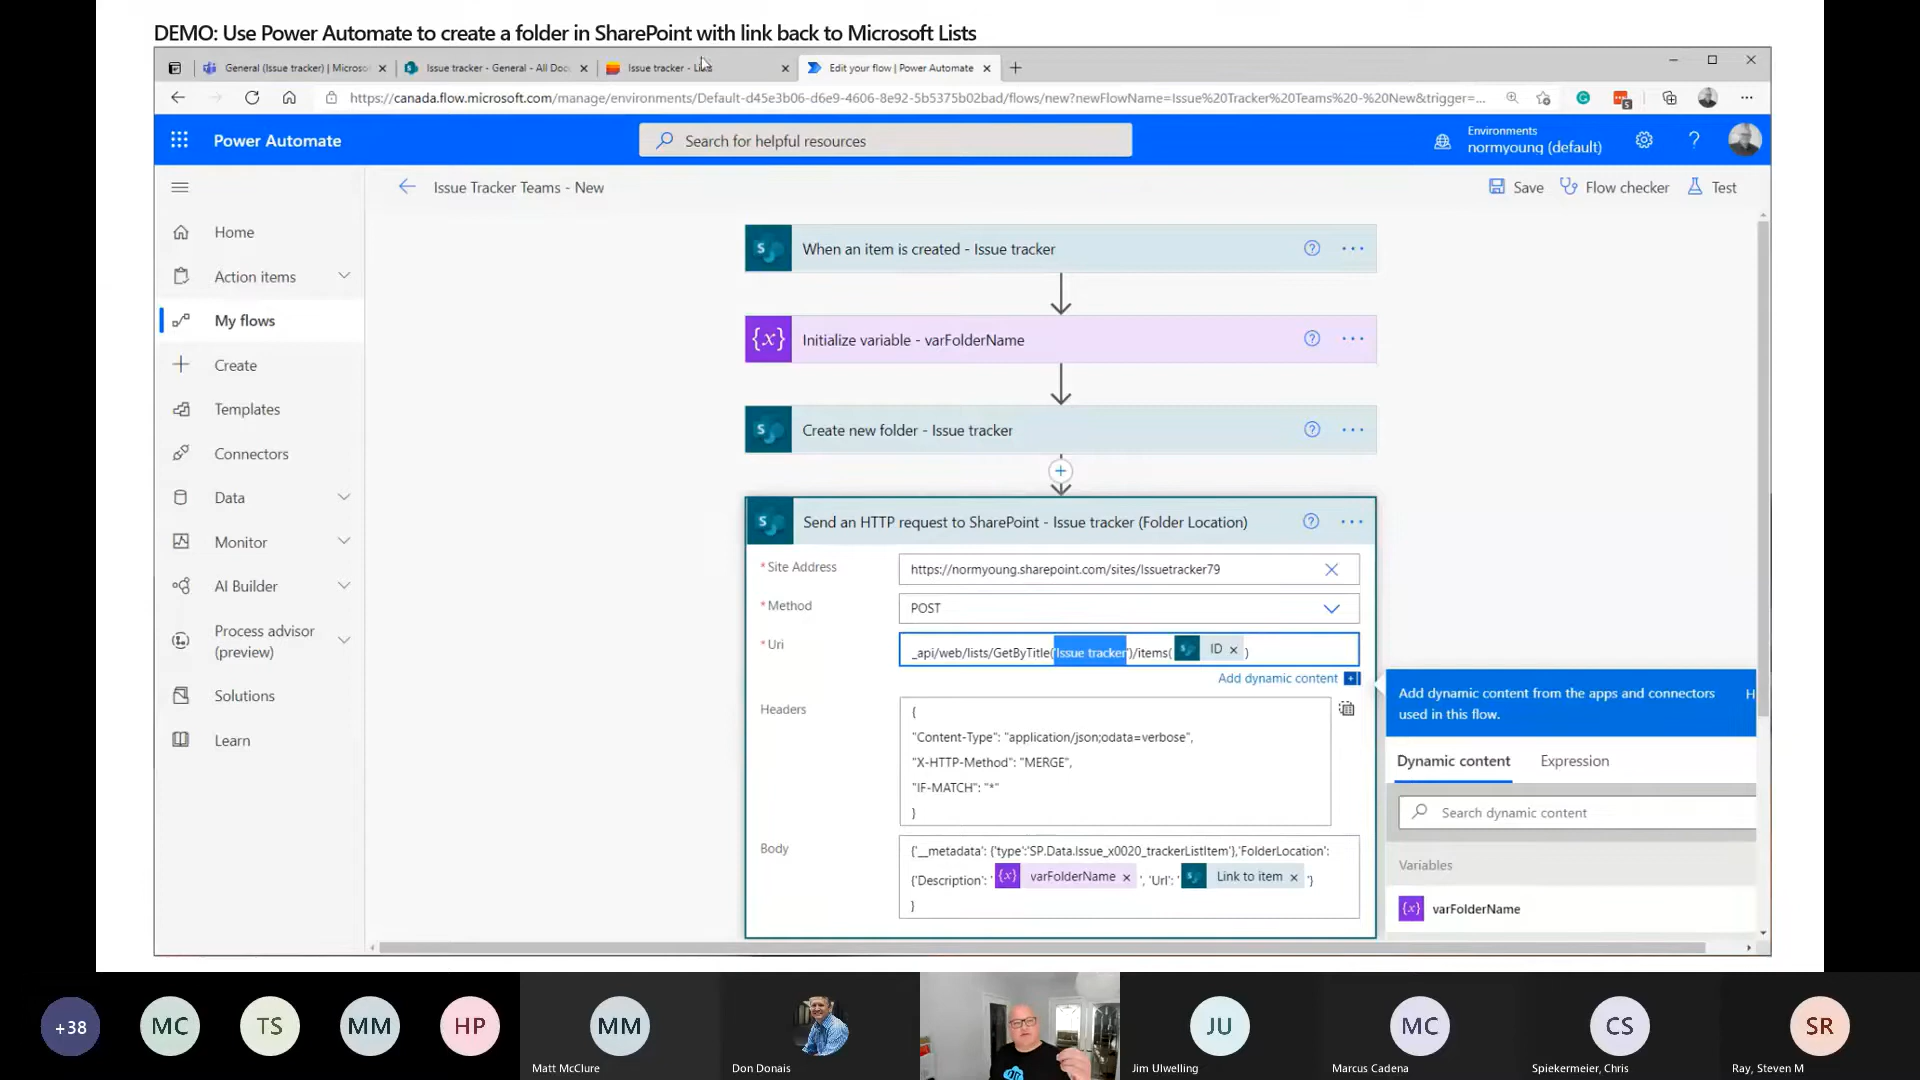 DEMO: Use Power Automate to create a folder in SharePoint with link back to Microsoft Lists
General (Issue tracker) | Microso
Issue tracker - General - All Doc
Issue tracker - Lists
Edit your flow | Power Automate
https://canada.flow.microsoft.com/manage/environments/Default-d45e3b06-d6e9-4606-8e92-5b5375b02bad/flows/new?newFlowName=Issue%20Tracker%20Teams%20-%20New&trigger=...
5
Power Automate
Search for helpful resources
Environments
normyoung (default)
Issue Tracker Teams - New
Save
Flow checker
Test
Home
Action items
My flows
Create
Templates
Connectors
Data
Monitor
AI Builder
Process advisor
(preview)
Solutions
Learn
When an item is created - Issue tracker
{x} Initialize variable - varFolderName
Create new folder - Issue tracker
Send an HTTP request to SharePoint - Issue tracker (Folder Location)
* Site Address
https://normyoung.sharepoint.com/sites/Issuetracker79
* Method
POST
* Uri
_api/web/lists/GetByTitle('Issue tracker')/items( ID )
Add dynamic content
Headers
{
"Content-Type": "application/json;odata=verbose",
"X-HTTP-Method": "MERGE",
"IF-MATCH": "*"
}
Body
{'__metadata': {'type':'SP.Data.Issue_x0020_trackerListItem'},'FolderLocation':
{'Description': ' {x} varFolderName ', 'Url': ' Link to item '}
}
Add dynamic content from the apps and connectors
used in this flow.
H
Dynamic content
Expression
Search dynamic content
Variables
{x} varFolderName
+38
MC
TS
MM
HP
MM
Matt McClure
Don Donais
JU
Jim Ulwelling
MC
Marcus Cadena
CS
Spiekermeier, Chris
SR
Ray, Steven M